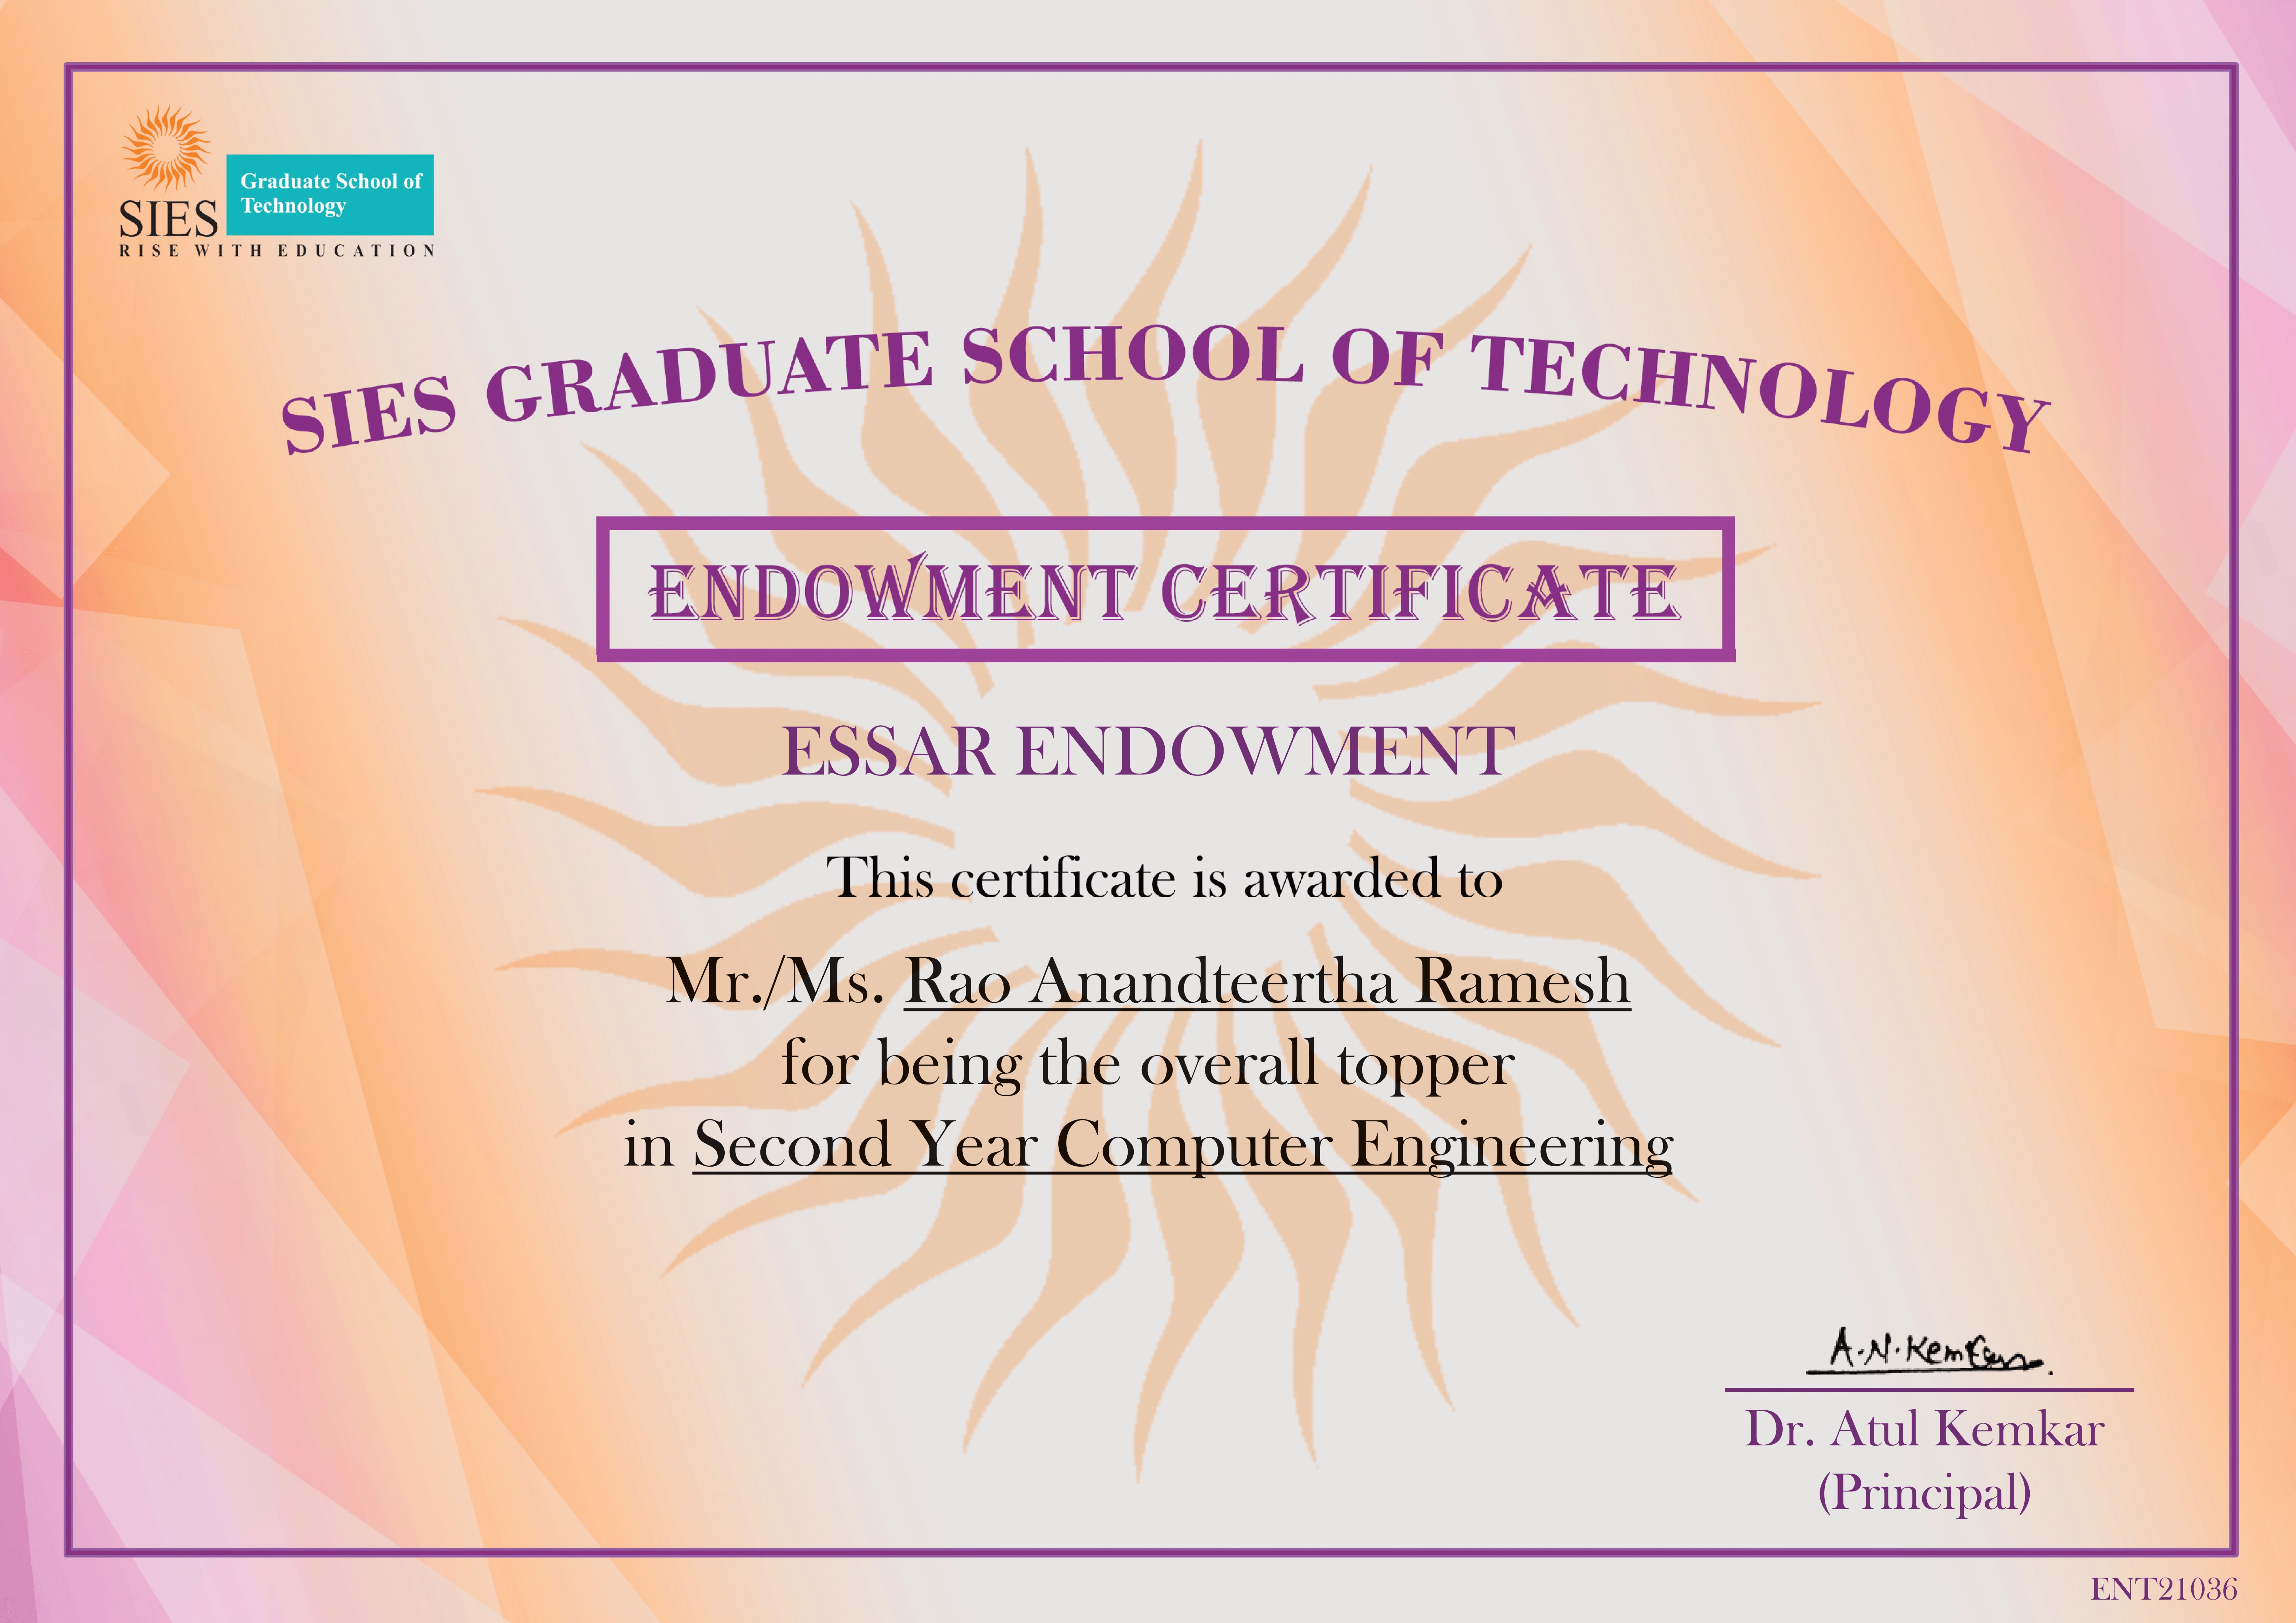 Graduate School of
Technology
SIES
RISE WITH EDUCATION
SIES GRADUATE SCHOOL OF TECHNOLOGY
ENDOWMENT CERTIFICATE
ESSAR ENDOWMENT
This certificate is awarded to
Mr./Ms. Rao Anandteertha Ramesh
for being the overall topper
in Second Year Computer Engineering
A.N.Kemkar
Dr. Atul Kemkar
(Principal)
ENT21036